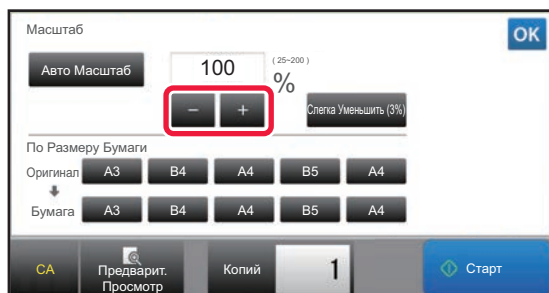 Масштаб
OK
Авто Масштаб
100
(25~200)
%
−
+
Слегка Уменьшить (3%)
По Размеру Бумаги
Оригинал A3 B4 A4 B5 A4
Бумага A3 B4 A4 B5 A4
CA
Предварит.
Просмотр
Копий
1
Старт